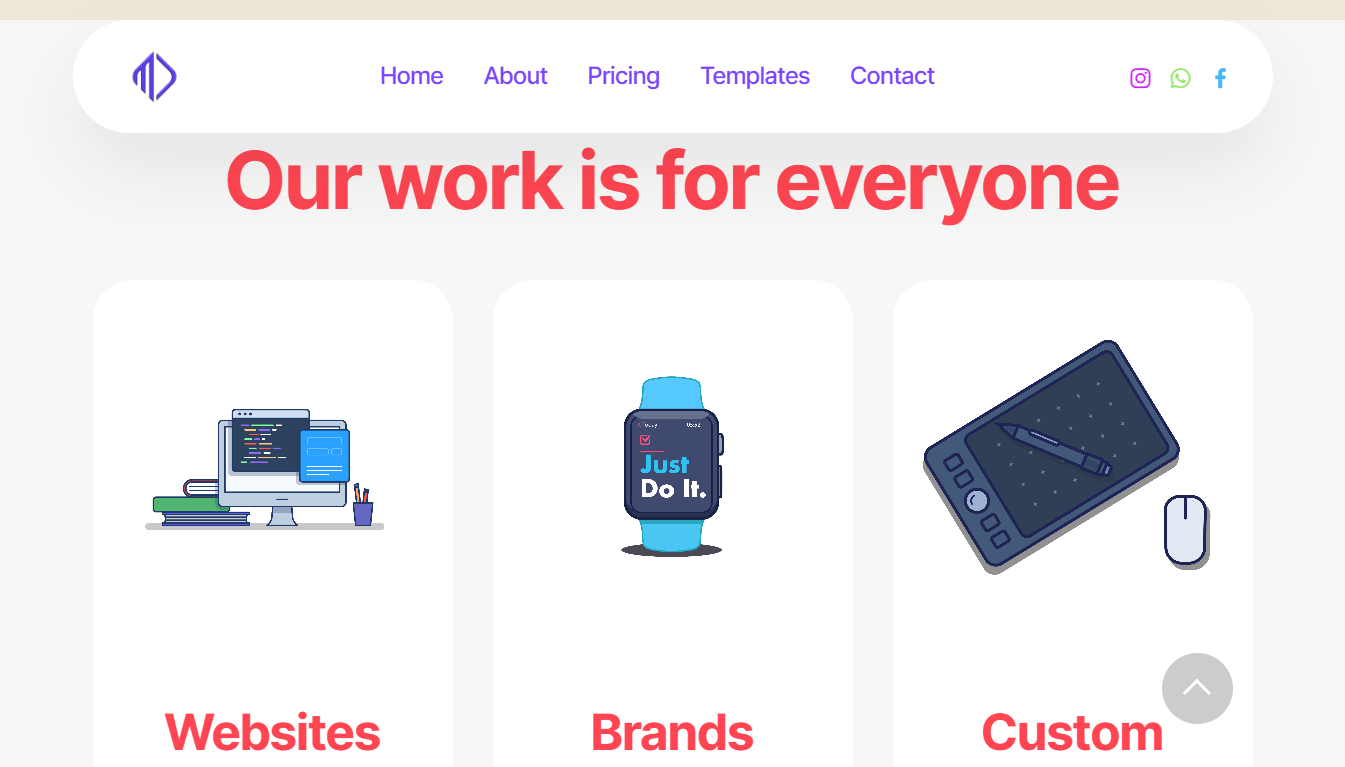 Home About Pricing Templates Contact
Our work is for everyone
Just
Do It.
Websites Brands Custom